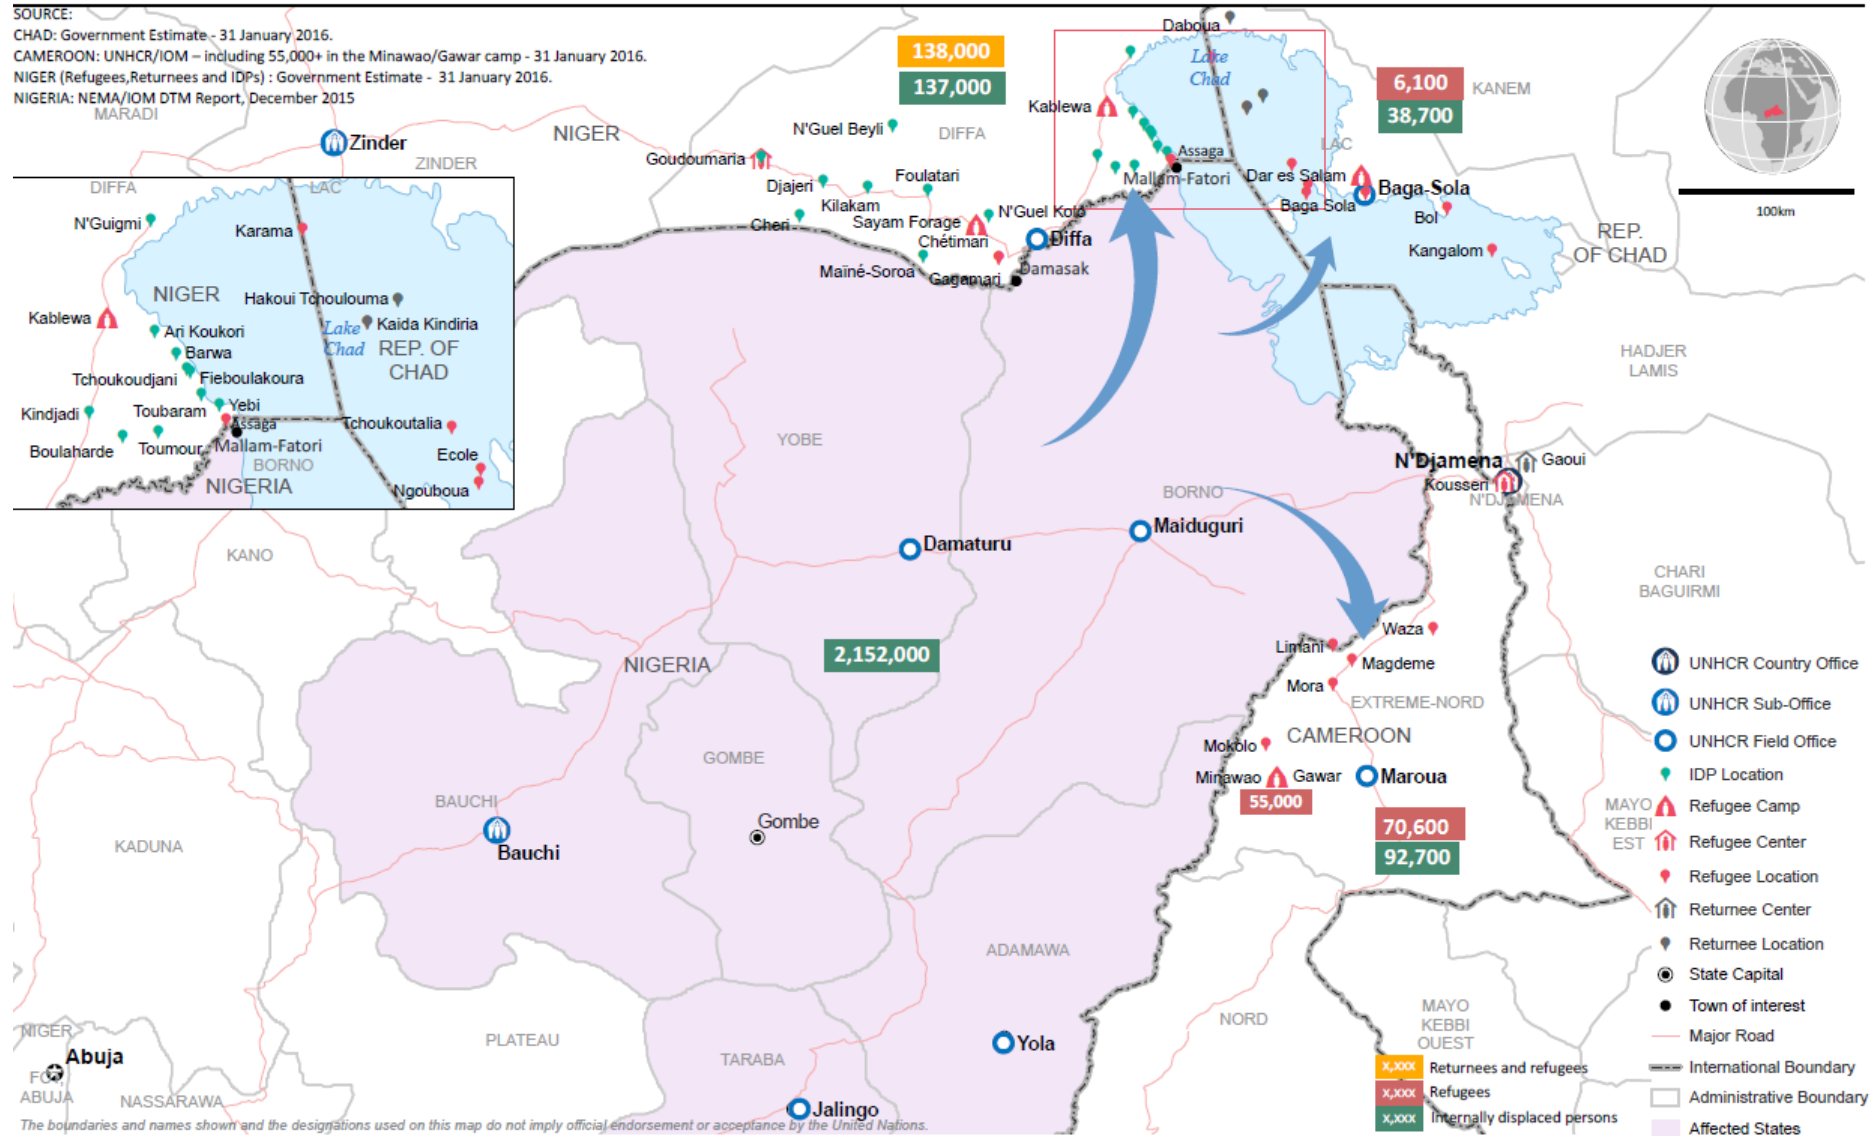 SOURCE:
CHAD: Government Estimate - 31 January 2016.
CAMEROON: UNHCR/IOM – including 55,000+ in the Minawao/Gawar camp - 31 January 2016.
NIGER (Refugees,Returnees and IDPs) : Government Estimate - 31 January 2016.
NIGERIA: NEMA/IOM DTM Report, December 2015
MARADI
Zinder
ZINDER
NIGER
138,000
137,000
N'Guel Beyli
DIFFA
Goudoumaria
Djajeri
Kilakam
Foulatari
Cheri
Sayam Forage
N'Guel Kolo
Chétimari
Diffa
Maïné-Soroa
Gagamari
Damasak
Daboua
Lake
Chad
Kablewa
Assaga
Mallam-Fatori
6,100
38,700
KANEM
LAC
Dar es Salam
Baga-Sola
Baga Sola
Bol
Kangalom
REP.
OF CHAD
100km
HADJER
LAMIS
DIFFA
LAC
N'Guigmi
Karama
NIGER
Hakoui Tchoulouma
Kablewa
Lake
Chad
Kaida Kindiria
REP. OF
CHAD
Ari Koukori
Barwa
Tchoukoudjani
Fieboulakoura
Kindjadi
Toubaram
Yebi
Assaga
Tchoukoutalia
Boulaharde
Toumour
Mallam-Fatori
BORNO
Ecole
NIGERIA
Ngouboua
KANO
YOBE
BORNO
N'Djamena
Gaoui
Kousseri
N'DJAMENA
Damaturu
Maiduguri
CHARI
BAGUIRMI
2,152,000
NIGERIA
Waza
Limani
Magdeme
Mora
EXTREME-NORD
CAMEROON
Mokolo
Minawao
Gawar
55,000
Maroua
70,600
92,700
MAYO
KEBBI
EST
GOMBE
Gombe
BAUCHI
Bauchi
KADUNA
ADAMAWA
PLATEAU
TARABA
Yola
Jalingo
NORD
MAYO
KEBBI
OUEST
NIGER
Abuja
FCT,
ABUJA
NASSARAWA
UNHCR Country Office
UNHCR Sub-Office
UNHCR Field Office
IDP Location
Refugee Camp
Refugee Center
Refugee Location
Returnee Center
Returnee Location
State Capital
Town of interest
Major Road
International Boundary
Administrative Boundary
Affected States
x,xxx Returnees and refugees
x,xxx Refugees
x,xxx Internally displaced persons
The boundaries and names shown and the designations used on this map do not imply official endorsement or acceptance by the United Nations.